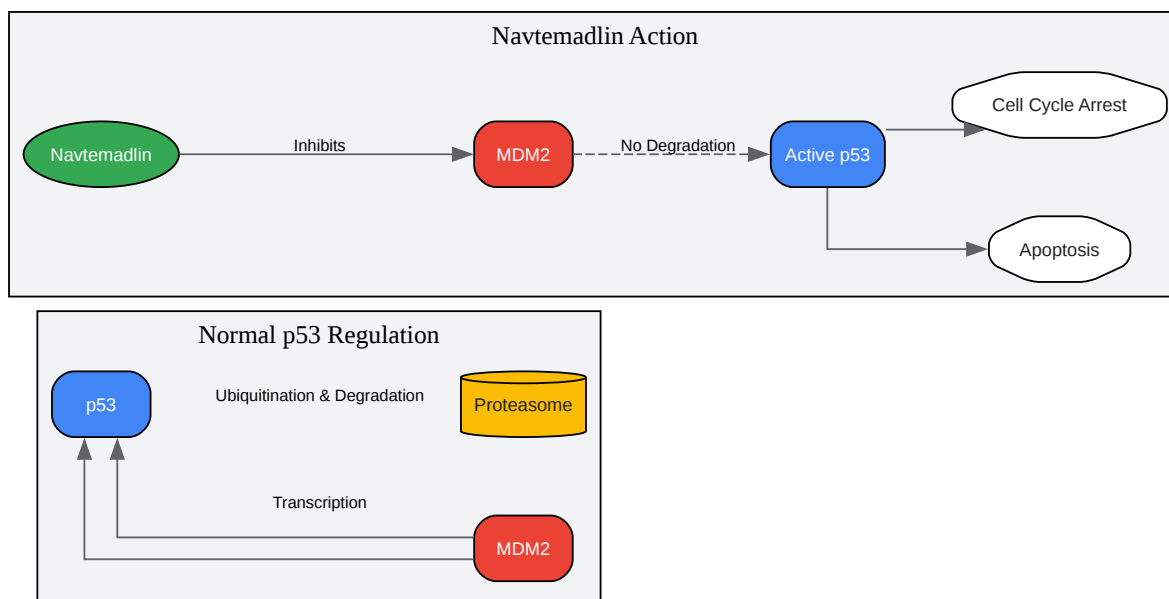 Navtemadlin Action
Cell Cycle Arrest
Navtemadlin
Inhibits
MDM2
No Degradation
Active p53
Apoptosis
Normal p53 Regulation
p53
Ubiquitination & Degradation
Proteasome
Transcription
MDM2